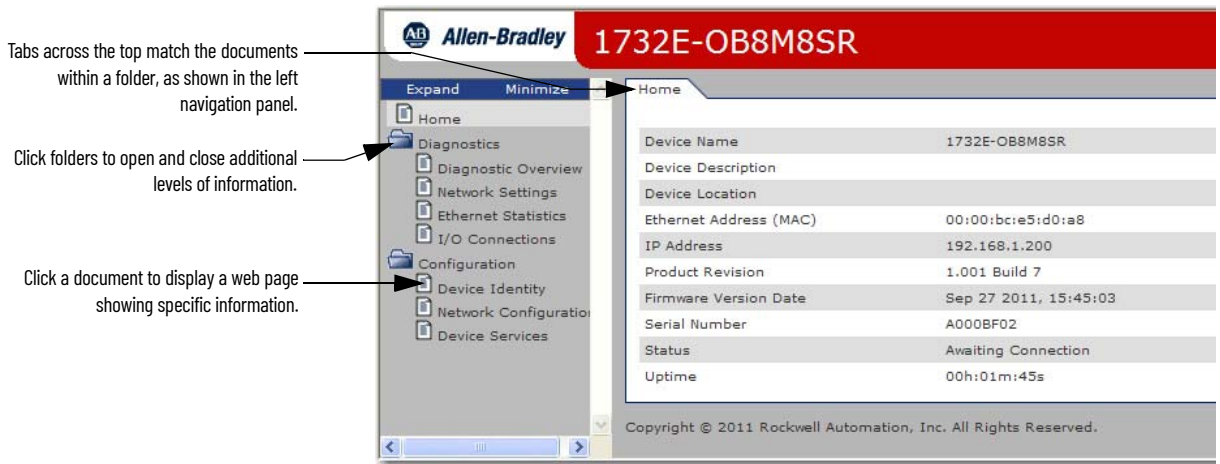 Tabs across the top match the documents
within a folder, as shown in the left
navigation panel.
Click folders to open and close additional
levels of information.
Click a document to display a web page
showing specific information.
AB
Allen-Bradley
1732E-OB8M8SR
Expand Minimize
Home
Diagnostics
Diagnostic Overview
Network Settings
Ethernet Statistics
I/O Connections
Configuration
Device Identity
Network Configuratio
Device Services
Home
Device Name 1732E-OB8M8SR
Device Description
Device Location
Ethernet Address (MAC) 00:00:bc:e5:d0:a8
IP Address 192.168.1.200
Product Revision 1.001 Build 7
Firmware Version Date Sep 27 2011, 15:45:03
Serial Number A000BF02
Status Awaiting Connection
Uptime 00h:01m:45s
Copyright © 2011 Rockwell Automation, Inc. All Rights Reserved.